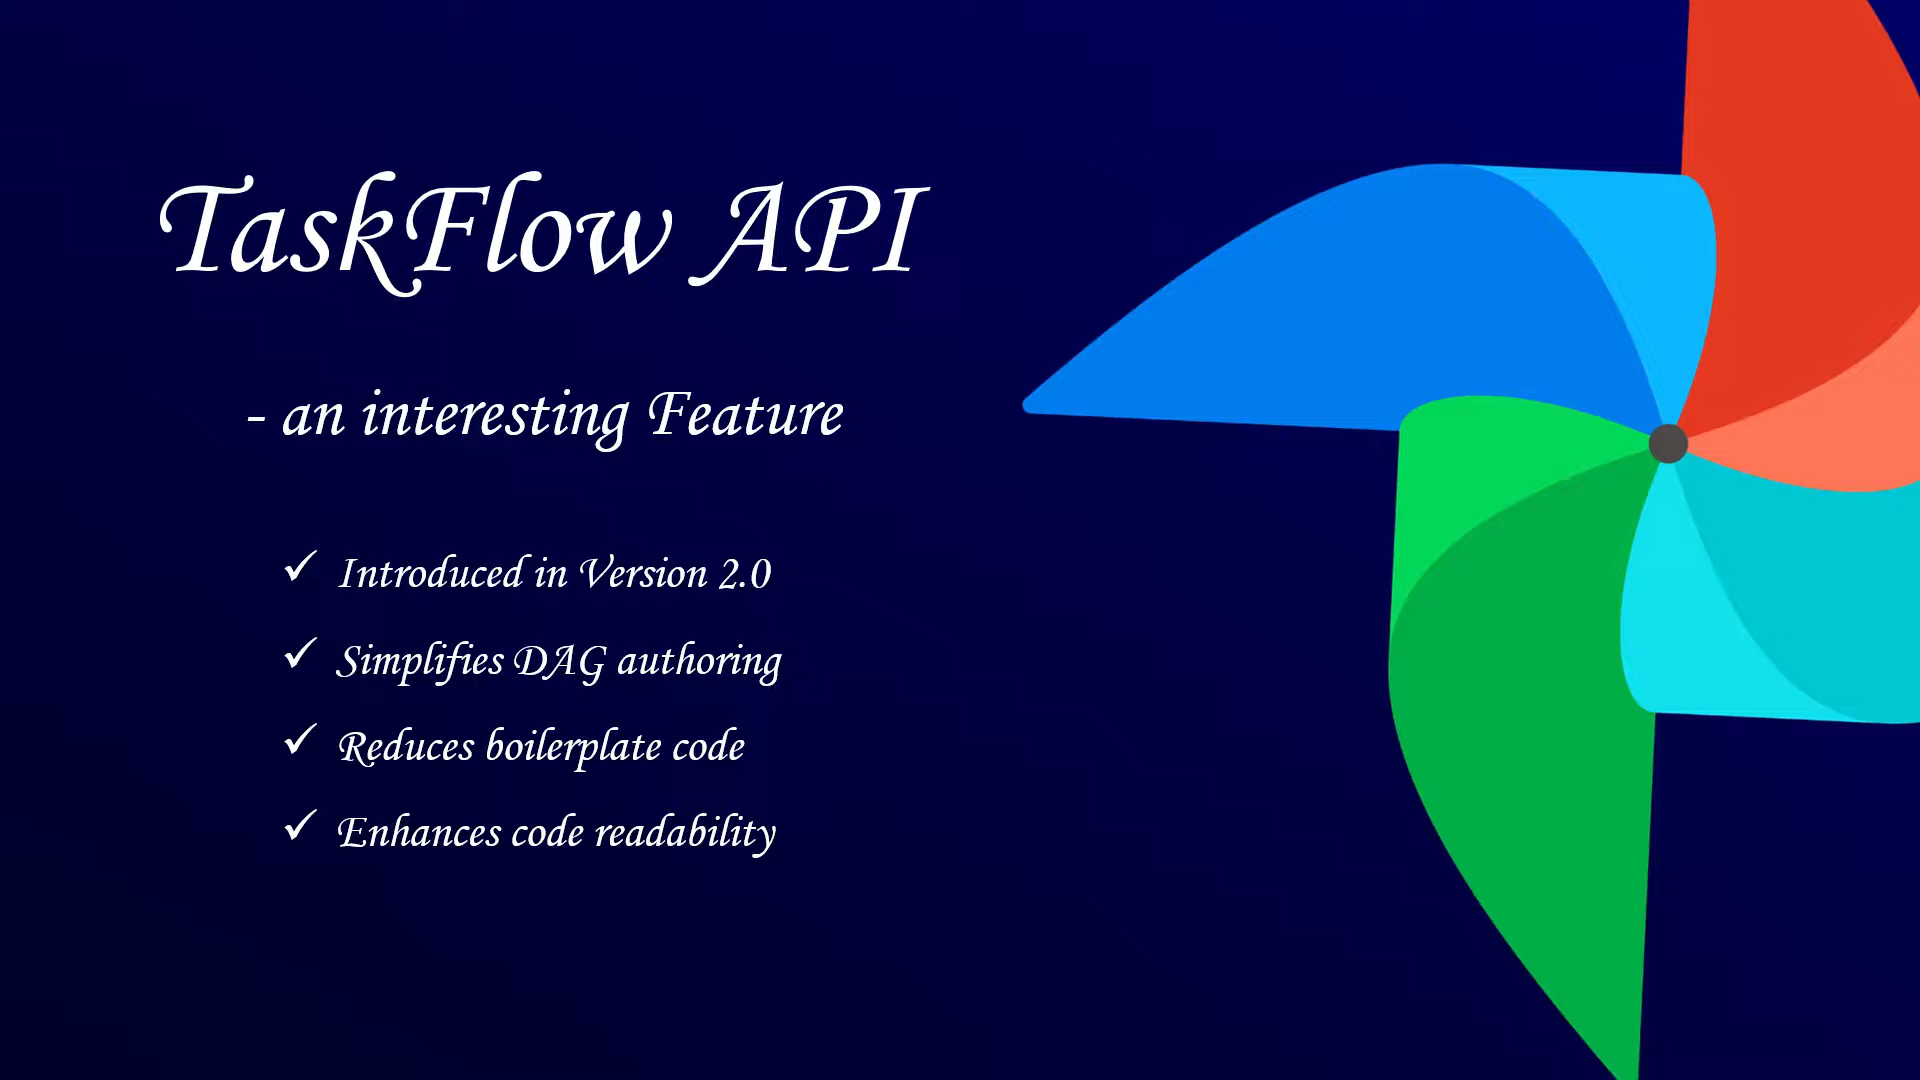 TaskFlow API
- an interesting Feature
✓ Introduced in Version 2.0
✓ Simplifies DAG authoring
✓ Reduces boilerplate code
✓ Enhances code readability